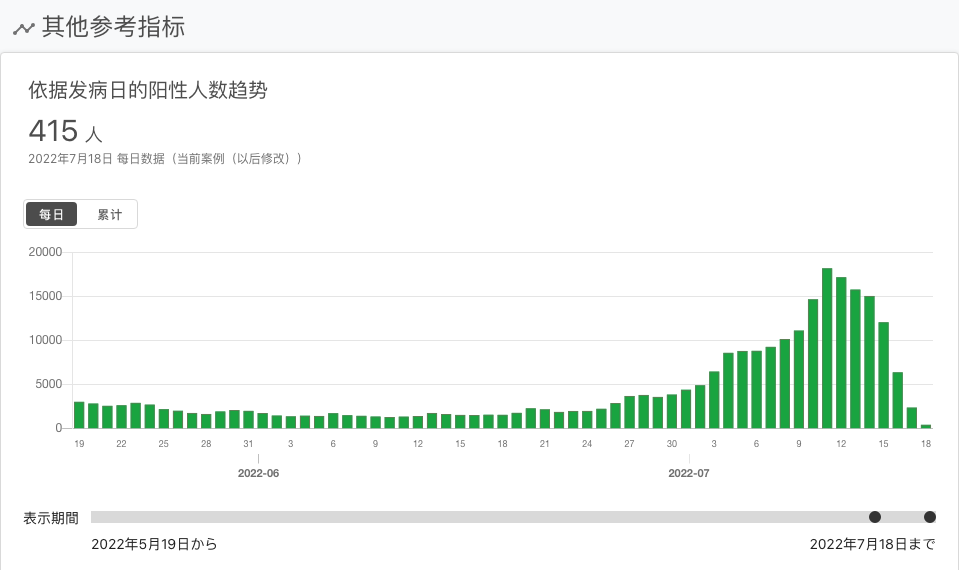 其他参考指标
依据发病日的阳性人数趋势
415 人
2022年7月18日 每日数据（当前案例（以后修改））
每日 累计
20000
15000
10000
5000
0
19 22 25 28 31 3 6 9 12 15 18 21 24 27 30 3 6 9 12 15 18
2022-06 2022-07
表示期間
2022年5月19日から 2022年7月18日まで